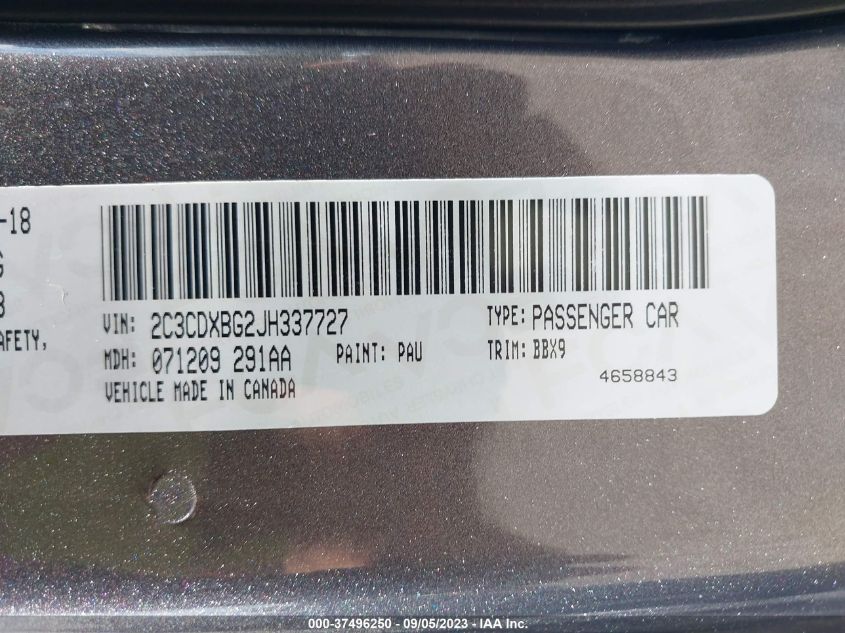 -18
VIN: 2C3CDXBG2JH337727
TYPE: PASSENGER CAR
AFETY,
MDH: 071209 291AA
PAINT: PAU
TRIM: BBX9
VEHICLE MADE IN CANADA
4658843
000-37496250 - 09/05/2023 - IAA Inc.